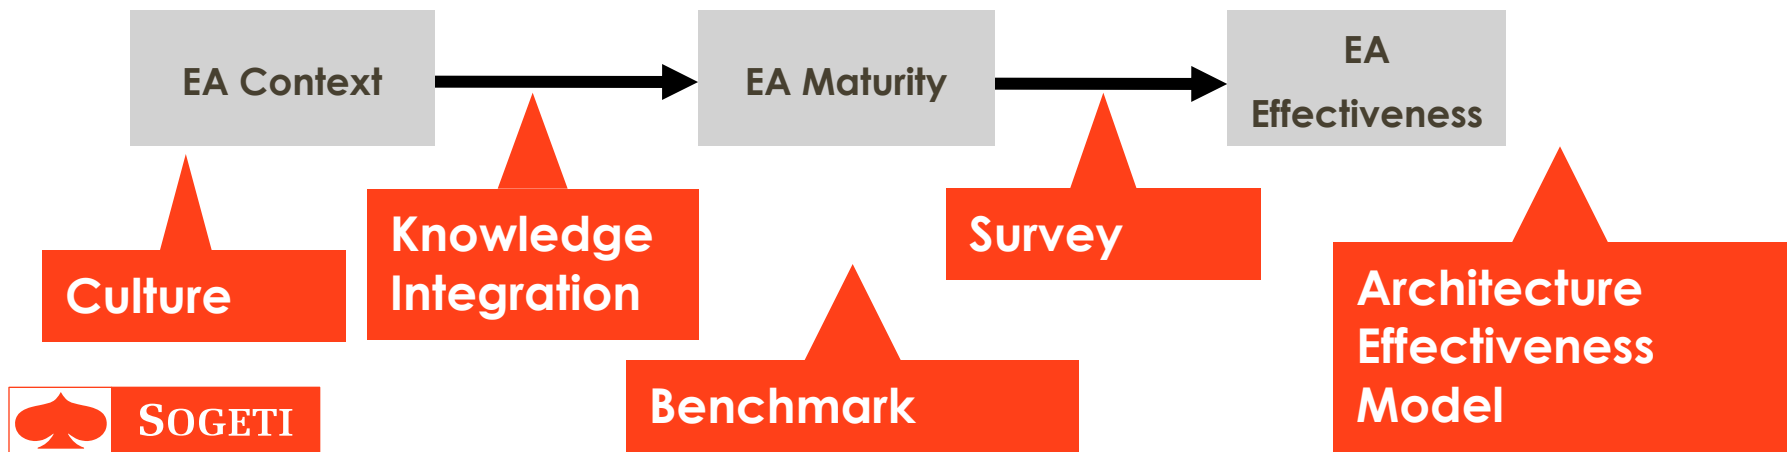 EA Context
EA Maturity
EA
Effectiveness
Culture
Knowledge
Integration
Survey
Benchmark
Architecture
Effectiveness
Model
SOGETI